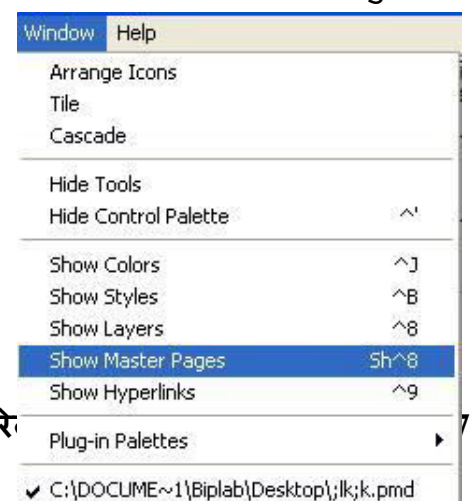 Window Help
Arrange Icons
Tile
Cascade
Hide Tools
Hide Control Palette ^'
Show Colors ^J
Show Styles ^B
Show Layers ^8
Show Master Pages Sh^8
Show Hyperlinks ^9
Plug-in Palettes
C:\DOCUME~1\Biplab\Desktop\;lk;k.pmd